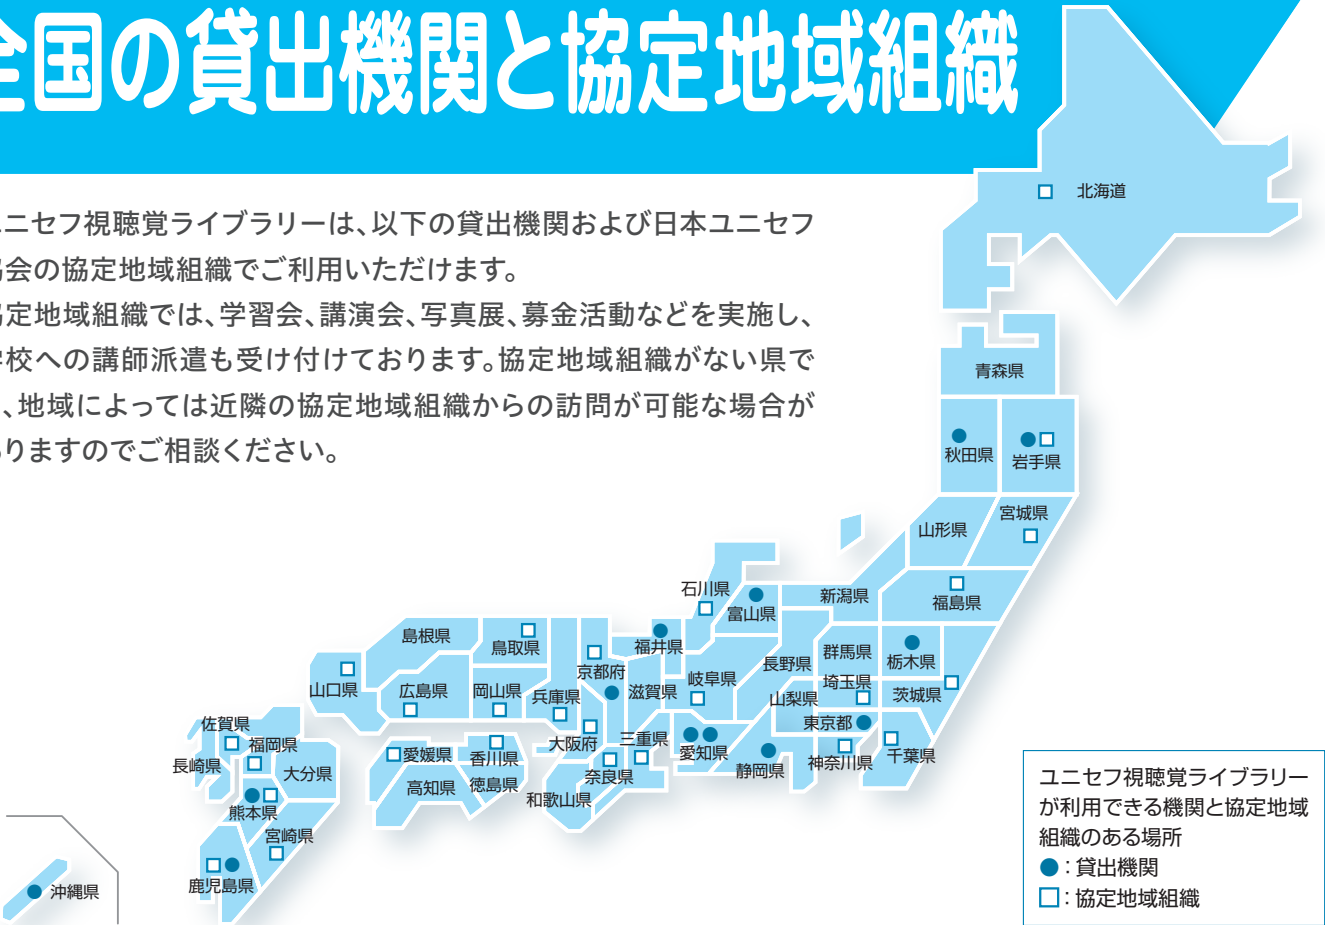 全国の貸出機関と協定地域組織
ユニセフ視聴覚ライブラリーは、以下の貸出機関および日本ユニセフ
協会の協定地域組織でご利用いただけます。
協定地域組織では、学習会、講演会、写真展、募金活動などを実施し、
学校への講師派遣も受け付けております。協定地域組織がない県で
、地域によっては近隣の協定地域組織からの訪問が可能な場合が
ありますのでご相談ください。
北海道
青森県
秋田県
岩手県
山形県
宮城県
新潟県
福島県
石川県
富山県
福井県
長野県
群馬県
栃木県
埼玉県
茨城県
山梨県
東京都
千葉県
神奈川県
静岡県
愛知県
岐阜県
滋賀県
三重県
京都府
奈良県
大阪府
和歌山県
兵庫県
鳥取県
島根県
岡山県
広島県
山口県
愛媛県
香川県
高知県
徳島県
佐賀県
福岡県
長崎県
大分県
熊本県
宮崎県
鹿児島県
沖縄県
ユニセフ視聴覚ライブラリー
が利用できる機関と協定地域
組織のある場所
●：貸出機関
□：協定地域組織